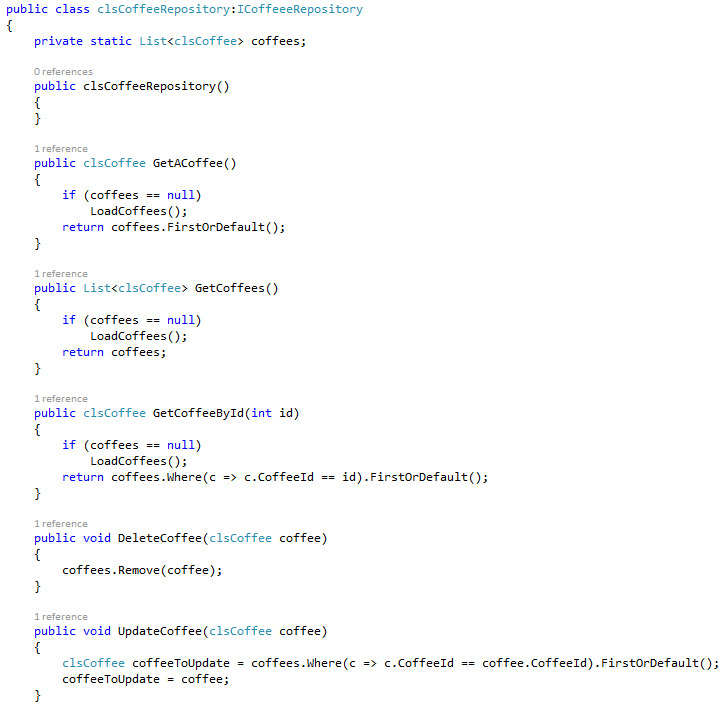 public class clsCoffeeRepository:ICoffeeeRepository
{
    private static List<clsCoffee> coffees;

    0 references
    public clsCoffeeRepository()
    {
    }

    1 reference
    public clsCoffee GetACoffee()
    {
        if (coffees == null)
            LoadCoffees();
        return coffees.FirstOrDefault();
    }

    1 reference
    public List<clsCoffee> GetCoffees()
    {
        if (coffees == null)
            LoadCoffees();
        return coffees;
    }

    1 reference
    public clsCoffee GetCoffeeById(int id)
    {
        if (coffees == null)
            LoadCoffees();
        return coffees.Where(c => c.CoffeeId == id).FirstOrDefault();
    }

    1 reference
    public void DeleteCoffee(clsCoffee coffee)
    {
        coffees.Remove(coffee);
    }

    1 reference
    public void UpdateCoffee(clsCoffee coffee)
    {
        clsCoffee coffeeToUpdate = coffees.Where(c => c.CoffeeId == coffee.CoffeeId).FirstOrDefault();
        coffeeToUpdate = coffee;
    }